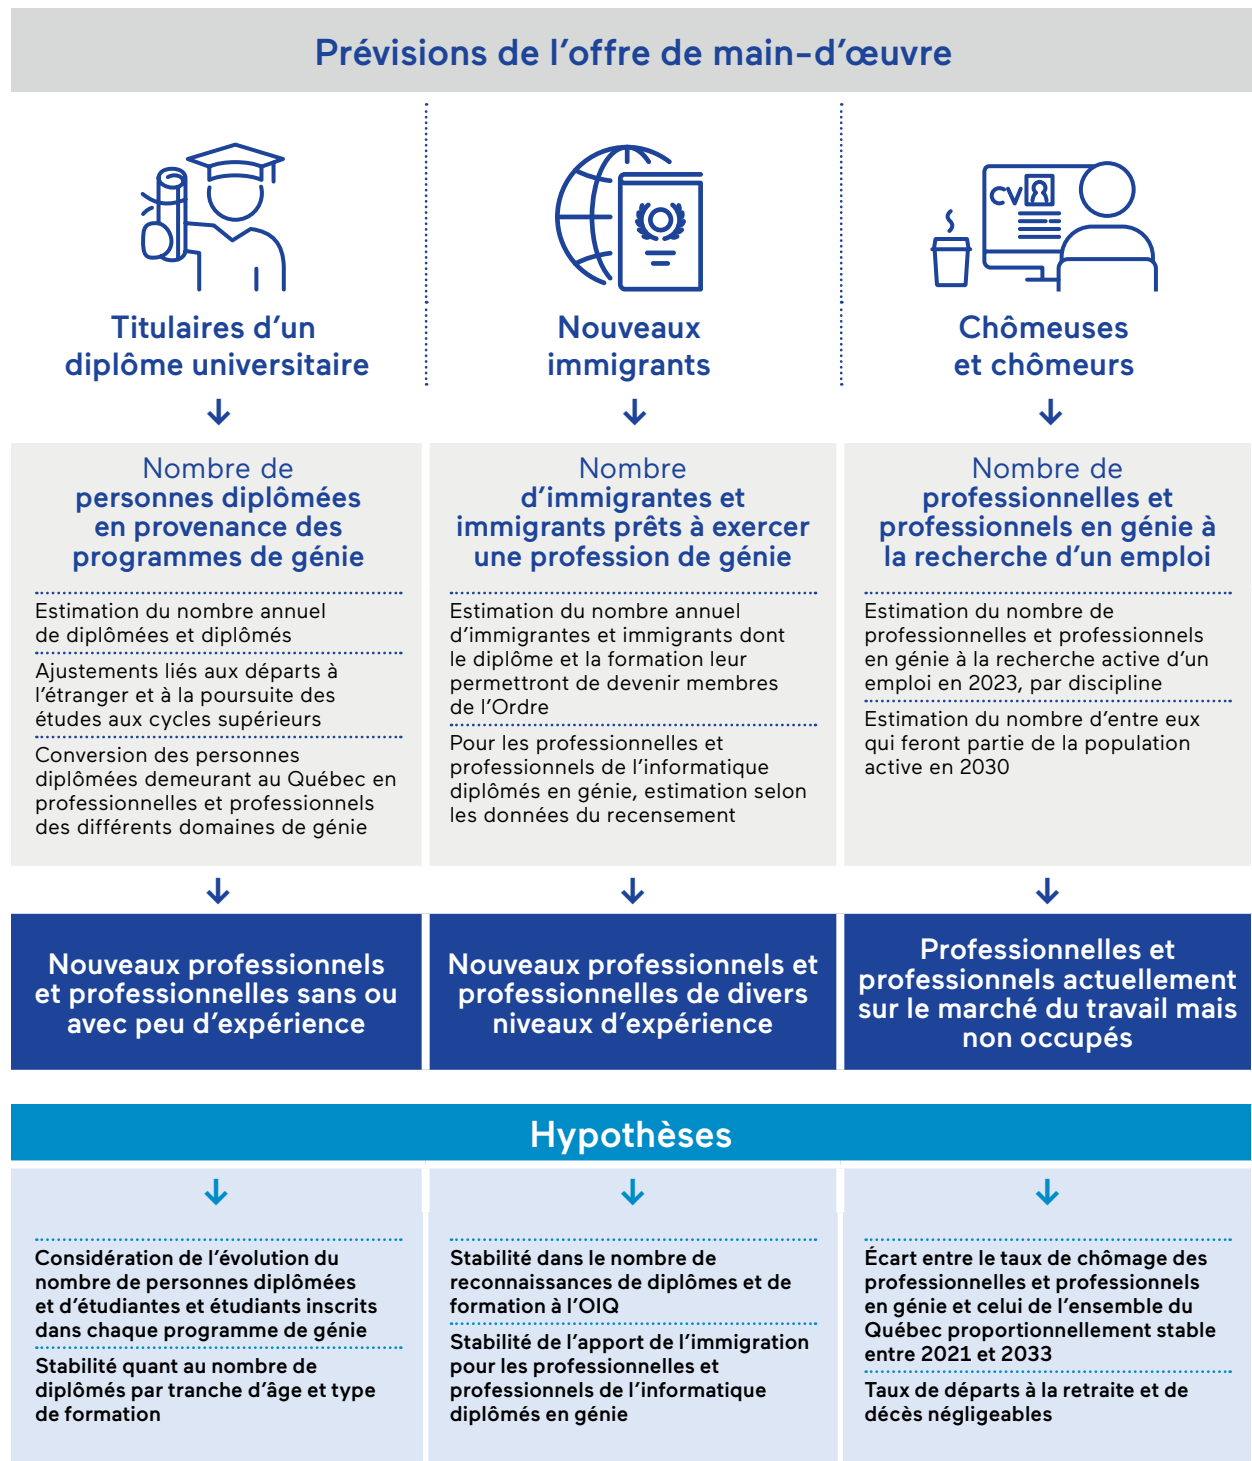 Prévisions de l’offre de main-d’œuvre
CV
Titulaires d’un
diplôme universitaire
Nouveaux
immigrants
Chômeuses
et chômeurs
Nombre de
personnes diplômées
en provenance des
programmes de génie
Estimation du nombre annuel
de diplômées et diplômés
Ajustements liés aux départs à
l’étranger et à la poursuite des
études aux cycles supérieurs
Conversion des personnes
diplômées demeurant au Québec en
professionnelles et professionnels
des différents domaines de génie
Nombre
d’immigrantes et
immigrants prêts à exercer
une profession de génie
Estimation du nombre annuel
d’immigrantes et immigrants dont
le diplôme et la formation leur
permettront de devenir membres
de l’Ordre
Pour les professionnelles et
professionnels de l’informatique
diplômés en génie, estimation selon
les données du recensement
Nombre de
professionnelles et
professionnels en génie à
la recherche d’un emploi
Estimation du nombre de
professionnelles et professionnels
en génie à la recherche active d’un
emploi en 2023, par discipline
Estimation du nombre d’entre eux
qui feront partie de la population
active en 2030
Nouveaux professionnels
et professionnelles sans ou
avec peu d’expérience
Nouveaux professionnels et
professionnelles de divers
niveaux d’expérience
Professionnelles et
professionnels actuellement
sur le marché du travail mais
non occupés
Hypothèses
Considération de l’évolution du
nombre de personnes diplômées
et d’étudiantes et étudiants inscrits
dans chaque programme de génie
Stabilité quant au nombre de
diplômés par tranche d’âge et type
de formation
Stabilité dans le nombre de
reconnaissances de diplômes et de
formation à l’OIQ
Stabilité de l’apport de l’immigration
pour les professionnelles et
professionnels de l’informatique
diplômés en génie
Écart entre le taux de chômage des
professionnelles et professionnels
en génie et celui de l’ensemble du
Québec proportionnellement stable
entre 2021 et 2033
Taux de départs à la retraite et de
décès négligeables